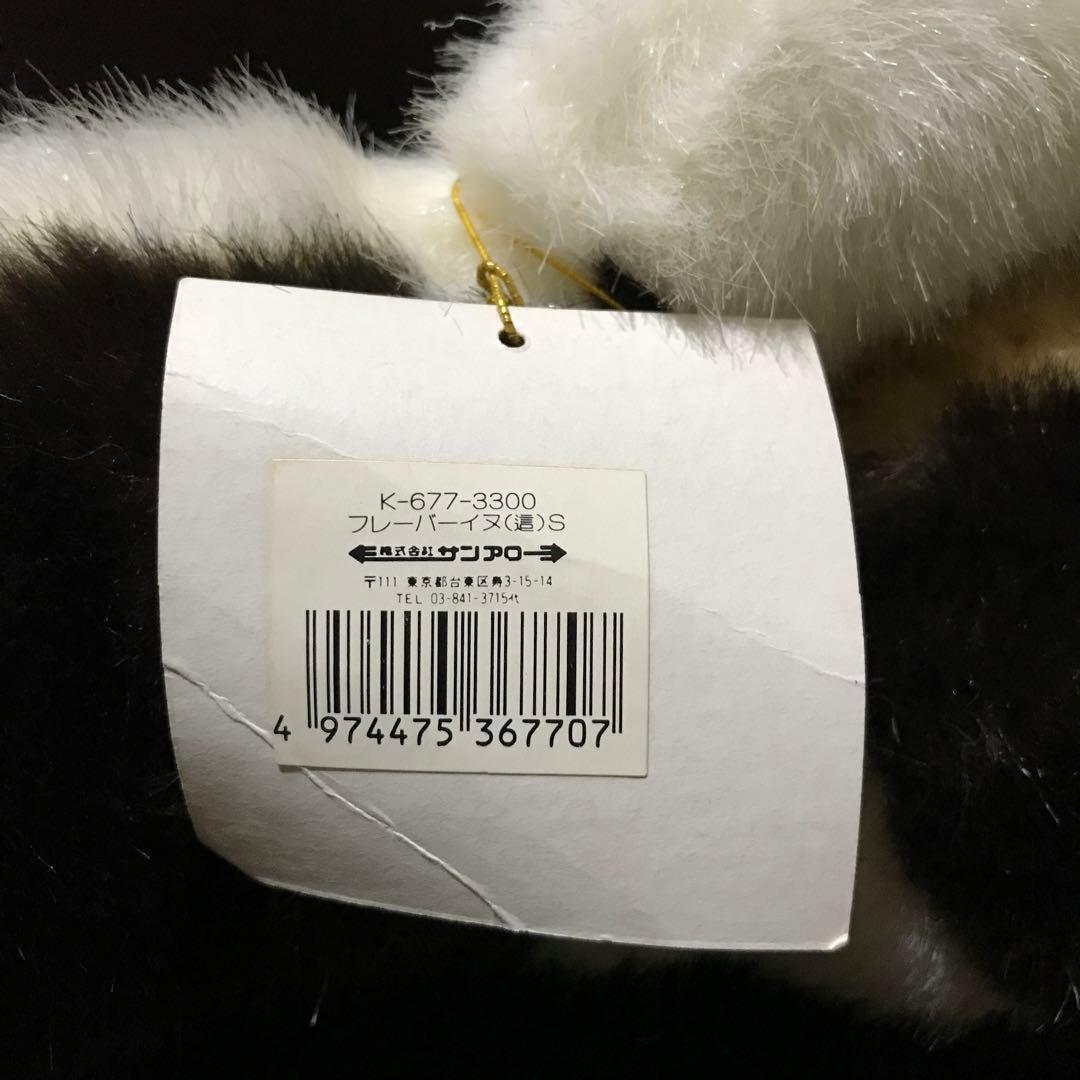 K-677-3300
フレーバーイヌ(這)S
株式会社 サンアロー
〒111 東京都台東区寿3-15-14
TEL 03-841-3715代
4 974475 367707